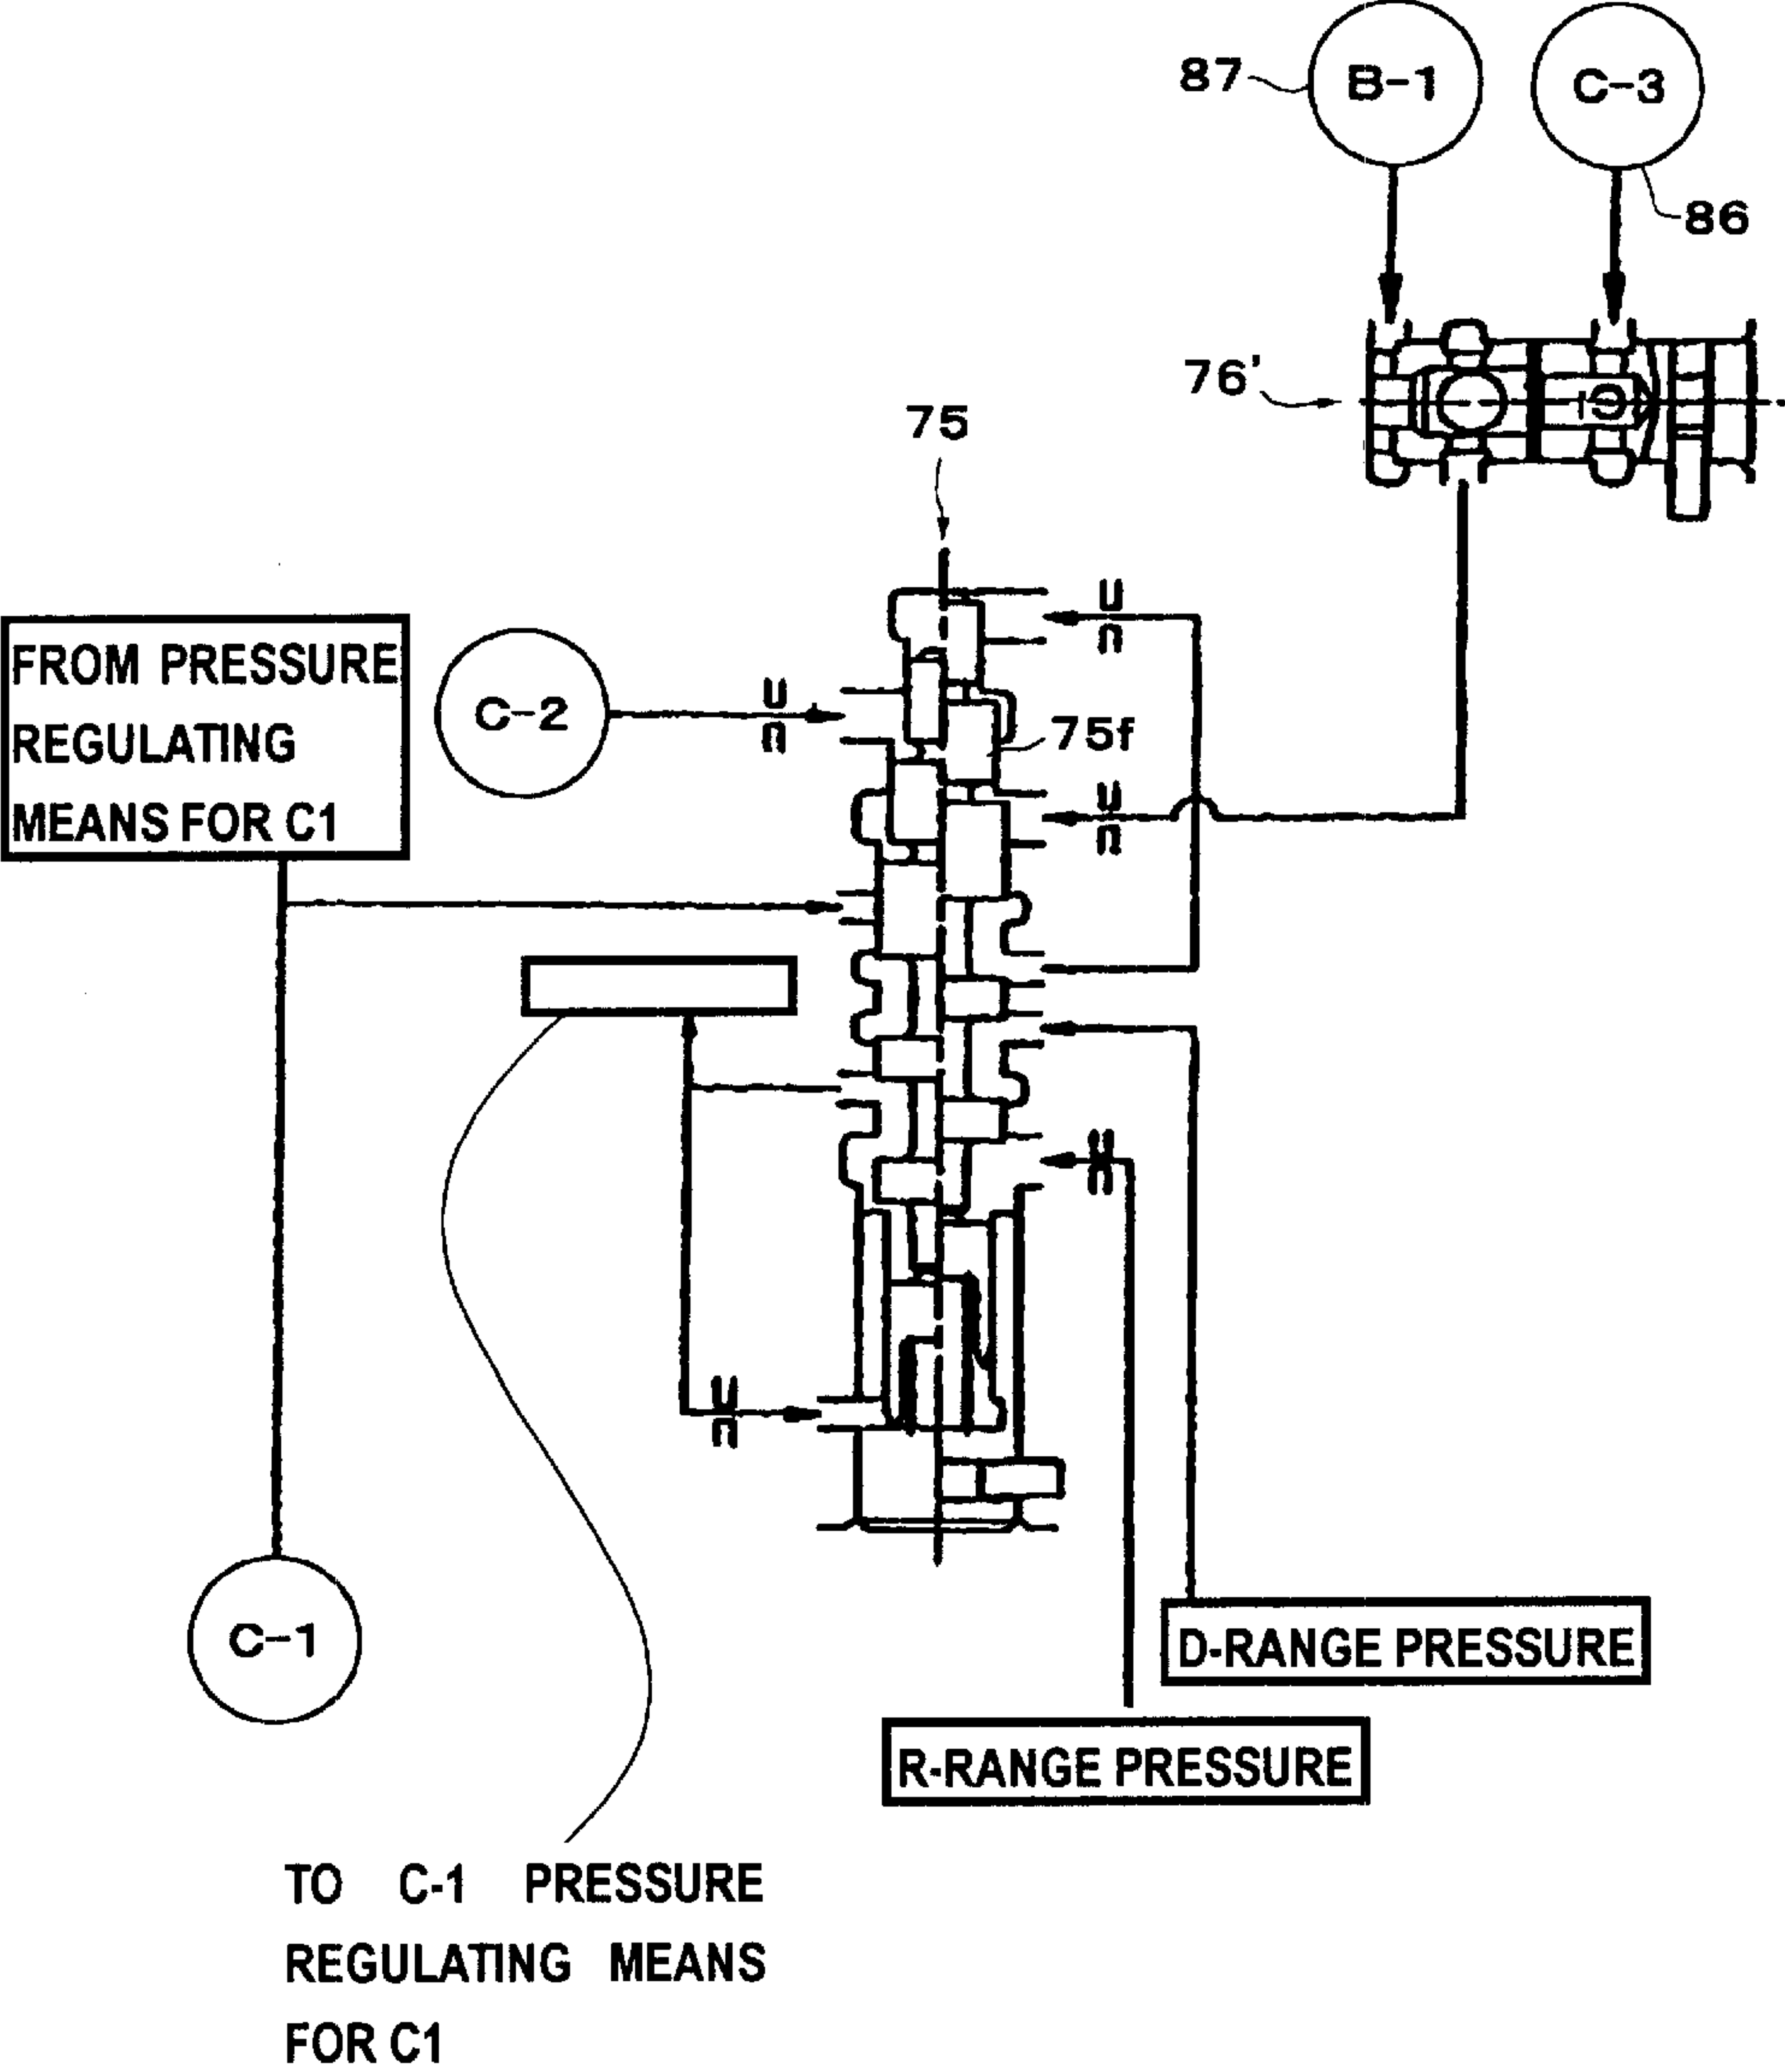 87
B-1
C-3
86
76'
75
FROM PRESSURE
REGULATING
MEANS FOR C1
C-2
75f
C-1
D-RANGE PRESSURE
R-RANGE PRESSURE
TO C-1 PRESSURE
REGULATING MEANS
FOR C1